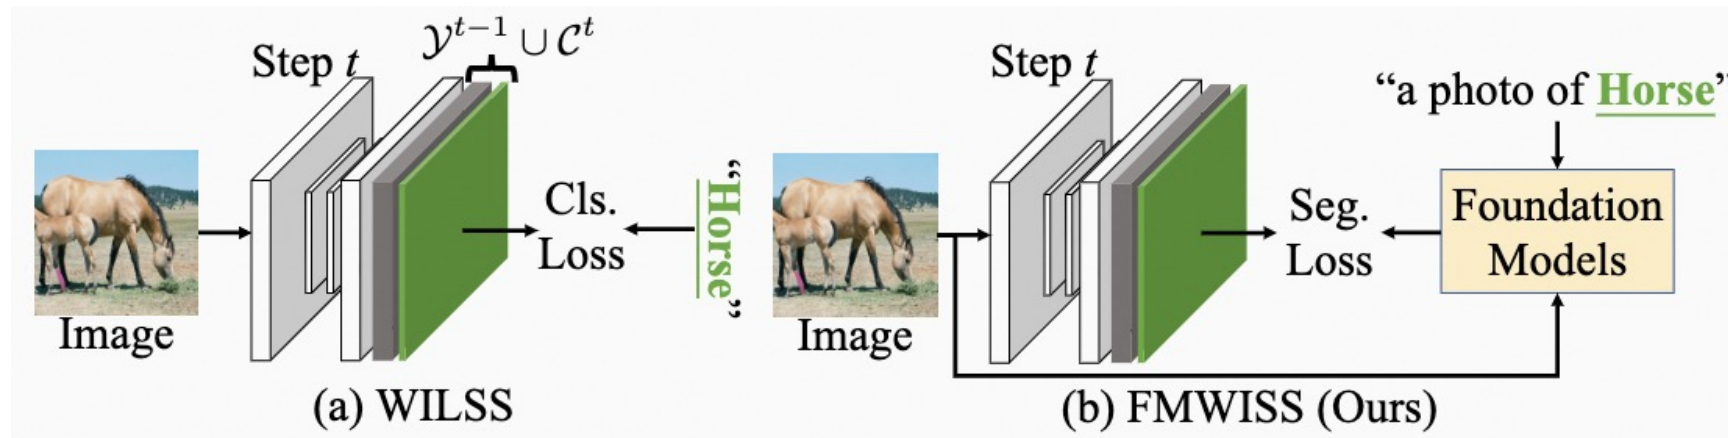 Step t
𝒴^{t−1} ∪ 𝒞^t
Image
Cls.
Loss
“Horse”
(a) WILSS
Step t
“a photo of Horse”
Image
Seg.
Loss
Foundation
Models
(b) FMWISS (Ours)